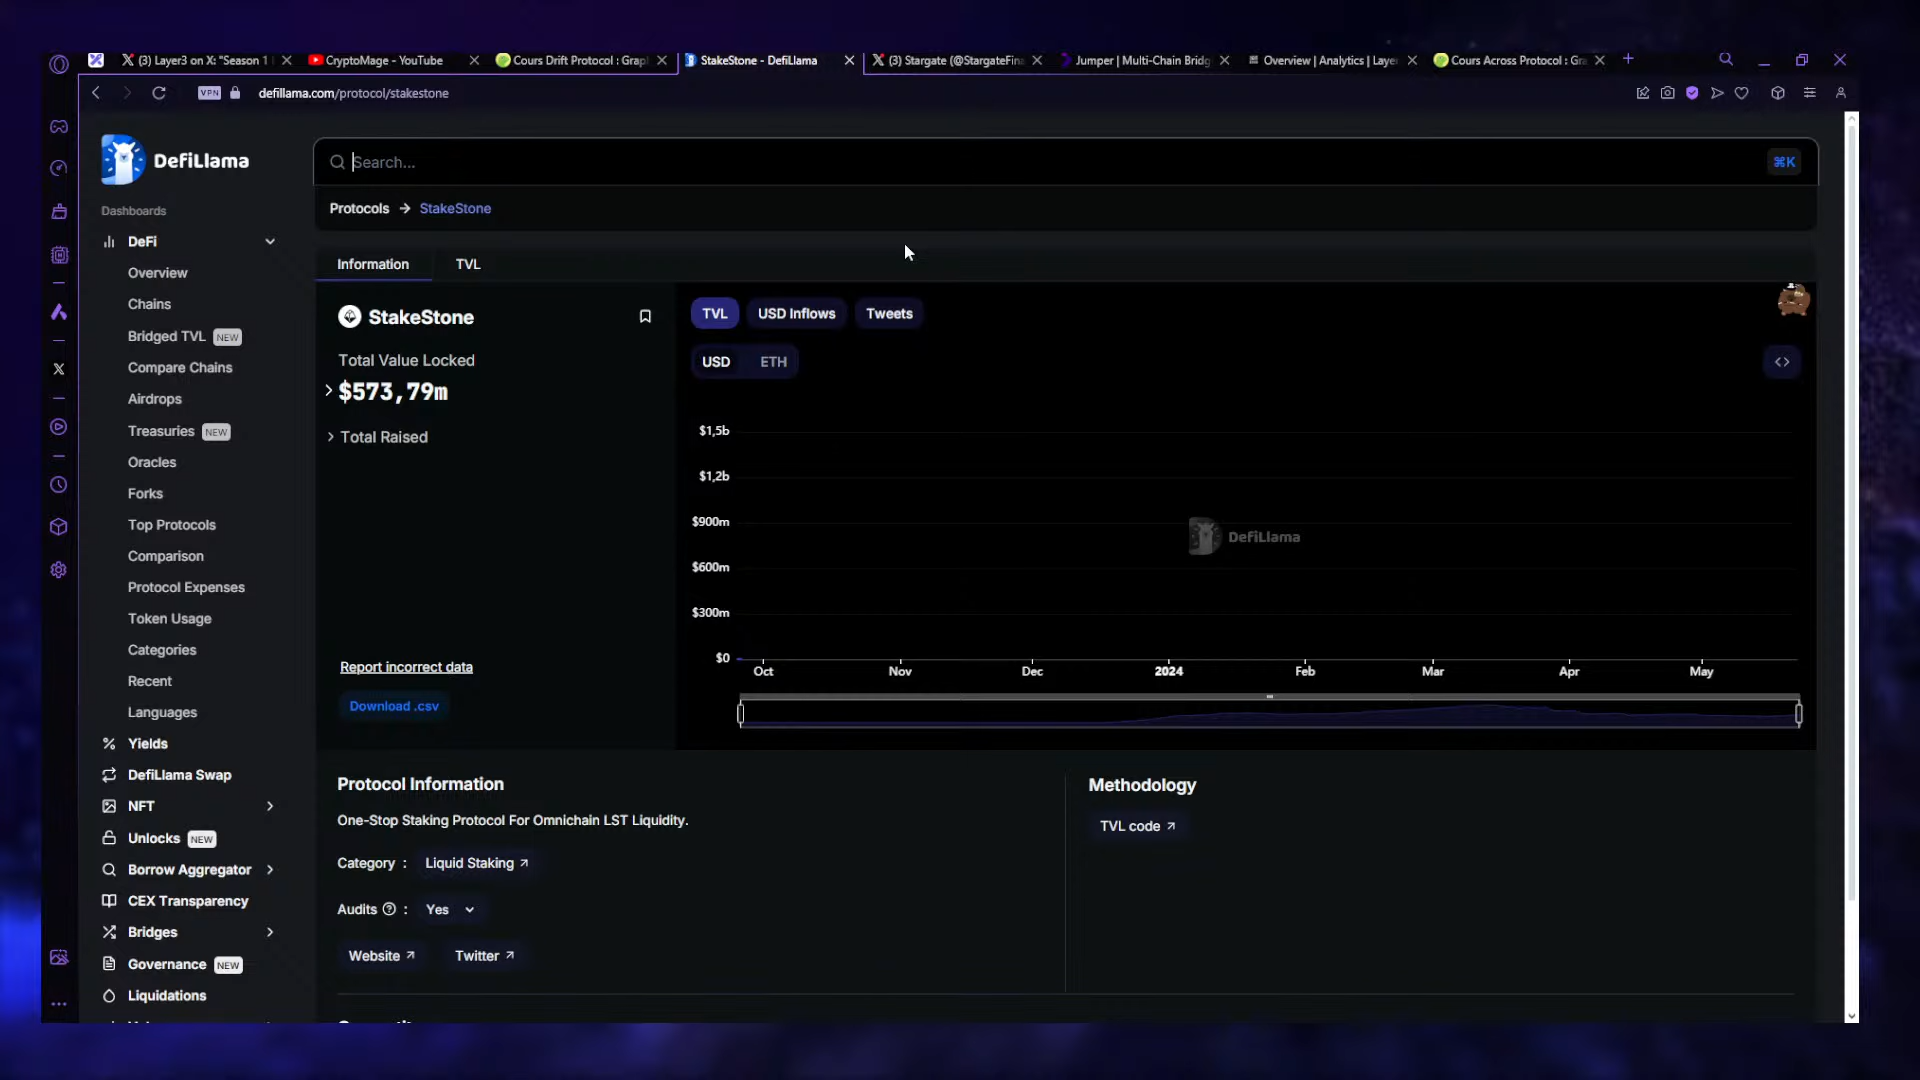 (3) Layer3 on X: "Season 1
CryptoMage - YouTube
Cours Drift Protocol : Grap
StakeStone - DefiLlama
(3) Stargate (@StargateFina
Jumper | Multi-Chain Bridg
Overview | Analytics | Laye
Cours Across Protocol : Gra
VPN
defillama.com/protocol/stakestone
DefiLlama
Search...
⌘K
Protocols → StakeStone
Dashboards
DeFi
Overview
Chains
Bridged TVL NEW
Compare Chains
Airdrops
Treasuries NEW
Oracles
Forks
Top Protocols
Comparison
Protocol Expenses
Token Usage
Categories
Recent
Languages
Yields
DefiLlama Swap
NFT
Unlocks NEW
Borrow Aggregator
CEX Transparency
Bridges
Governance NEW
Liquidations
Information
TVL
StakeStone
Total Value Locked
$573,79m
Total Raised
Report incorrect data
Download .csv
TVL
USD Inflows
Tweets
USD
ETH
$1,5b
$1,2b
$900m
$600m
$300m
$0
DefiLlama
Oct
Nov
Dec
2024
Feb
Mar
Apr
May
Protocol Information
One-Stop Staking Protocol For Omnichain LST Liquidity.
Category : Liquid Staking
Audits : Yes
Website
Twitter
Methodology
TVL code